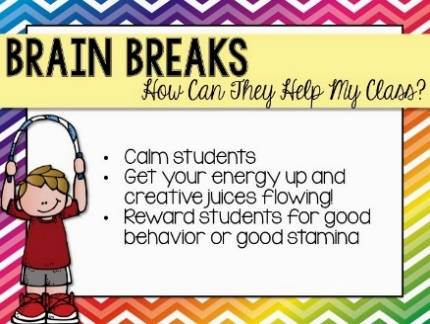 BRAIN BREAKS
How Can They Help My Class?
• Calm students
• Get your energy up and
creative juices flowing!
• Reward students for good
behavior or good stamina